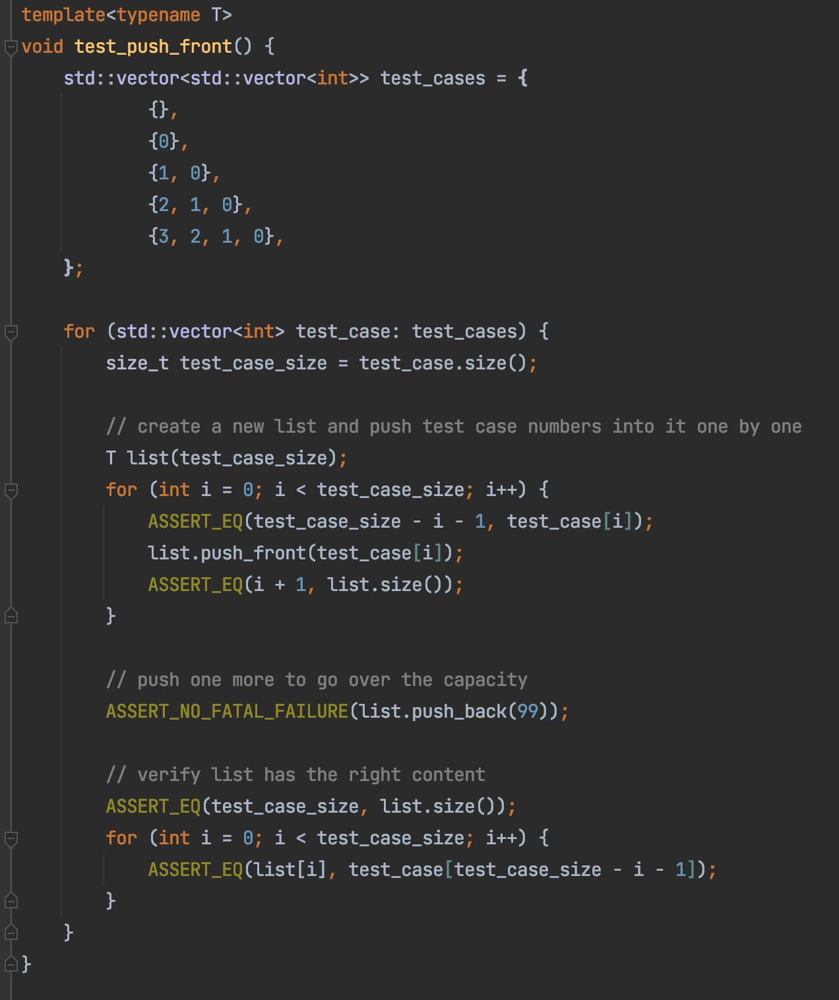 template<typename T>
void test_push_front() {
    std::vector<std::vector<int>> test_cases = {
            {},
            {0},
            {1, 0},
            {2, 1, 0},
            {3, 2, 1, 0},
    };

    for (std::vector<int> test_case: test_cases) {
        size_t test_case_size = test_case.size();

        // create a new list and push test case numbers into it one by one
        T list(test_case_size);
        for (int i = 0; i < test_case_size; i++) {
            ASSERT_EQ(test_case_size - i - 1, test_case[i]);
            list.push_front(test_case[i]);
            ASSERT_EQ(i + 1, list.size());
        }

        // push one more to go over the capacity
        ASSERT_NO_FATAL_FAILURE(list.push_back(99));

        // verify list has the right content
        ASSERT_EQ(test_case_size, list.size());
        for (int i = 0; i < test_case_size; i++) {
            ASSERT_EQ(list[i], test_case[test_case_size - i - 1]);
        }
    }
}